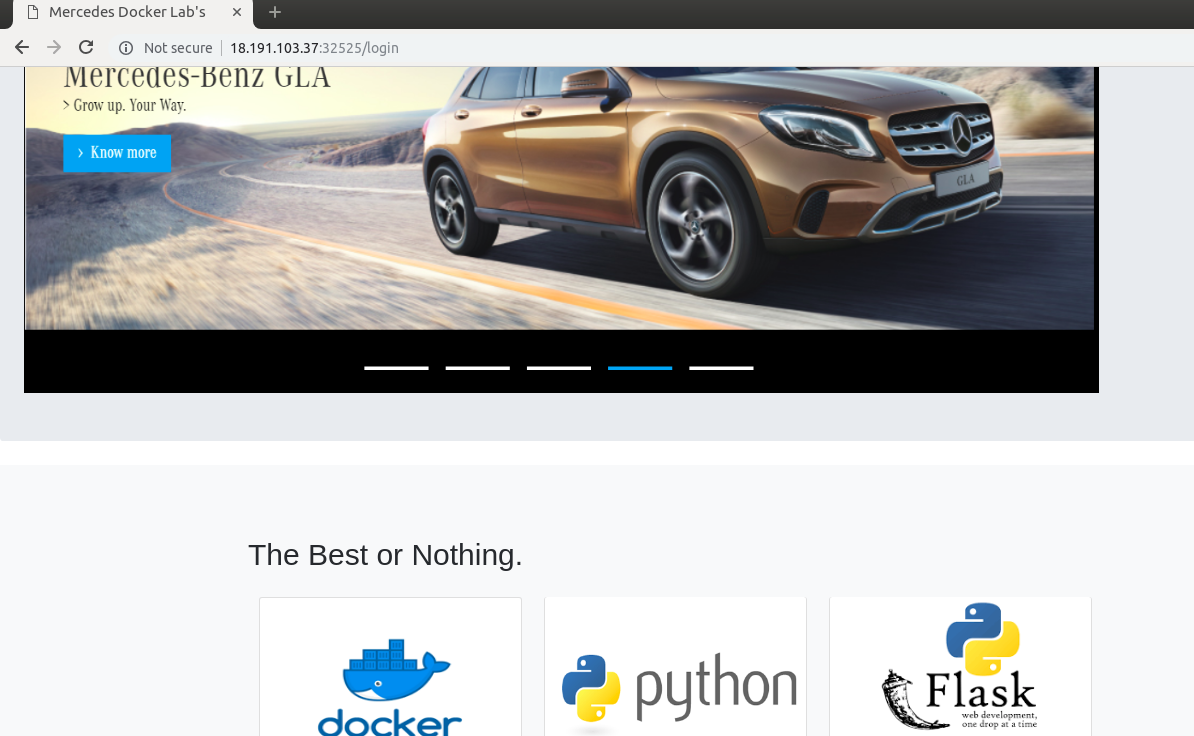 Mercedes Docker Lab's
Not secure
18.191.103.37:32525/login
Mercedes-Benz GLA
> Grow up. Your Way.
> Know more
GLA
The Best or Nothing.
docker
python
Flask
web development,
one drop at a time